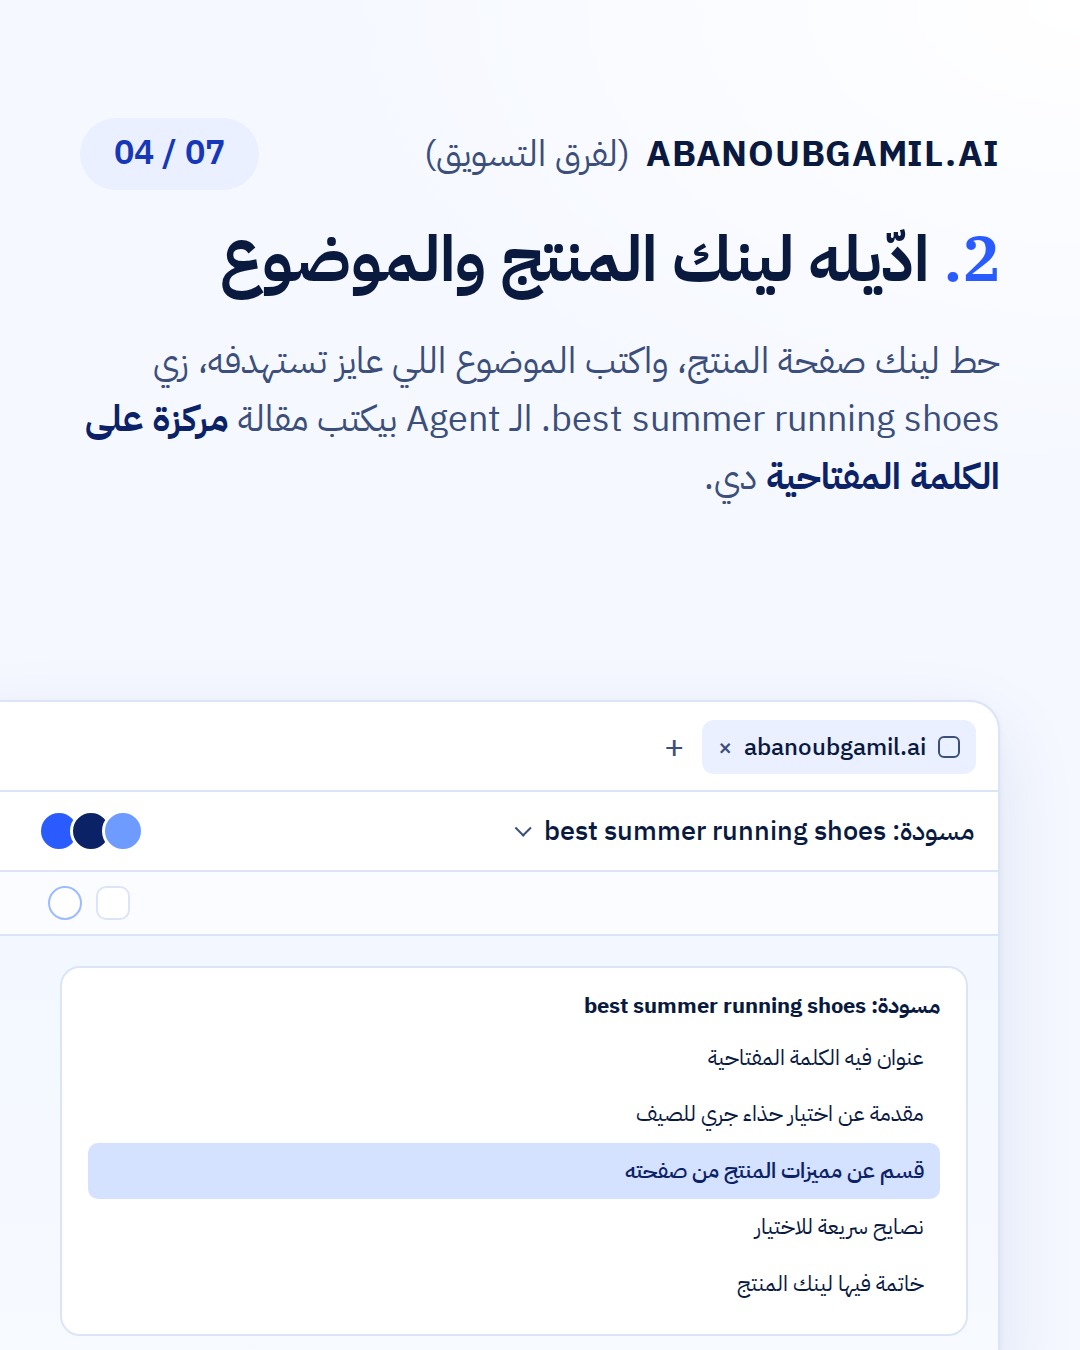 ABANOUBGAMIL.AI (لفرق التسويق)
04 / 07
2. ادّيله لينك المنتج والموضوع
حط لينك صفحة المنتج، واكتب الموضوع اللي عايز تستهدفه، زي
best summer running shoes. الـ Agent بيكتب مقالة مركزة على
الكلمة المفتاحية دي.
abanoubgamil.ai × +
مسودة: best summer running shoes
مسودة: best summer running shoes
عنوان فيه الكلمة المفتاحية
مقدمة عن اختيار حذاء جري للصيف
قسم عن مميزات المنتج من صفحته
نصايح سريعة للاختيار
خاتمة فيها لينك المنتج